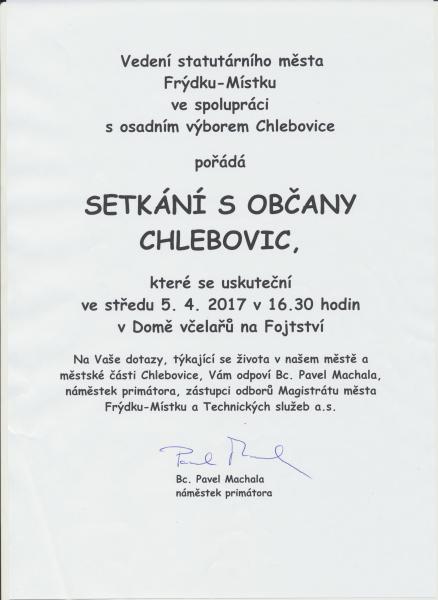 Vedení statutárního města
Frýdku-Místku
ve spolupráci
s osadním výborem Chlebovice
pořádá
SETKÁNÍ S OBČANY
CHLEBOVIC,
které se uskuteční
ve středu 5. 4. 2017 v 16.30 hodin
v Domě včelařů na Fojtství
Na Vaše dotazy, týkající se života v našem městě a
městské části Chlebovice, Vám odpoví Bc. Pavel Machala,
náměstek primátora, zástupci odborů Magistrátu města
Frýdku-Místku a Technických služeb a.s.
Bc. Pavel Machala
náměstek primátora